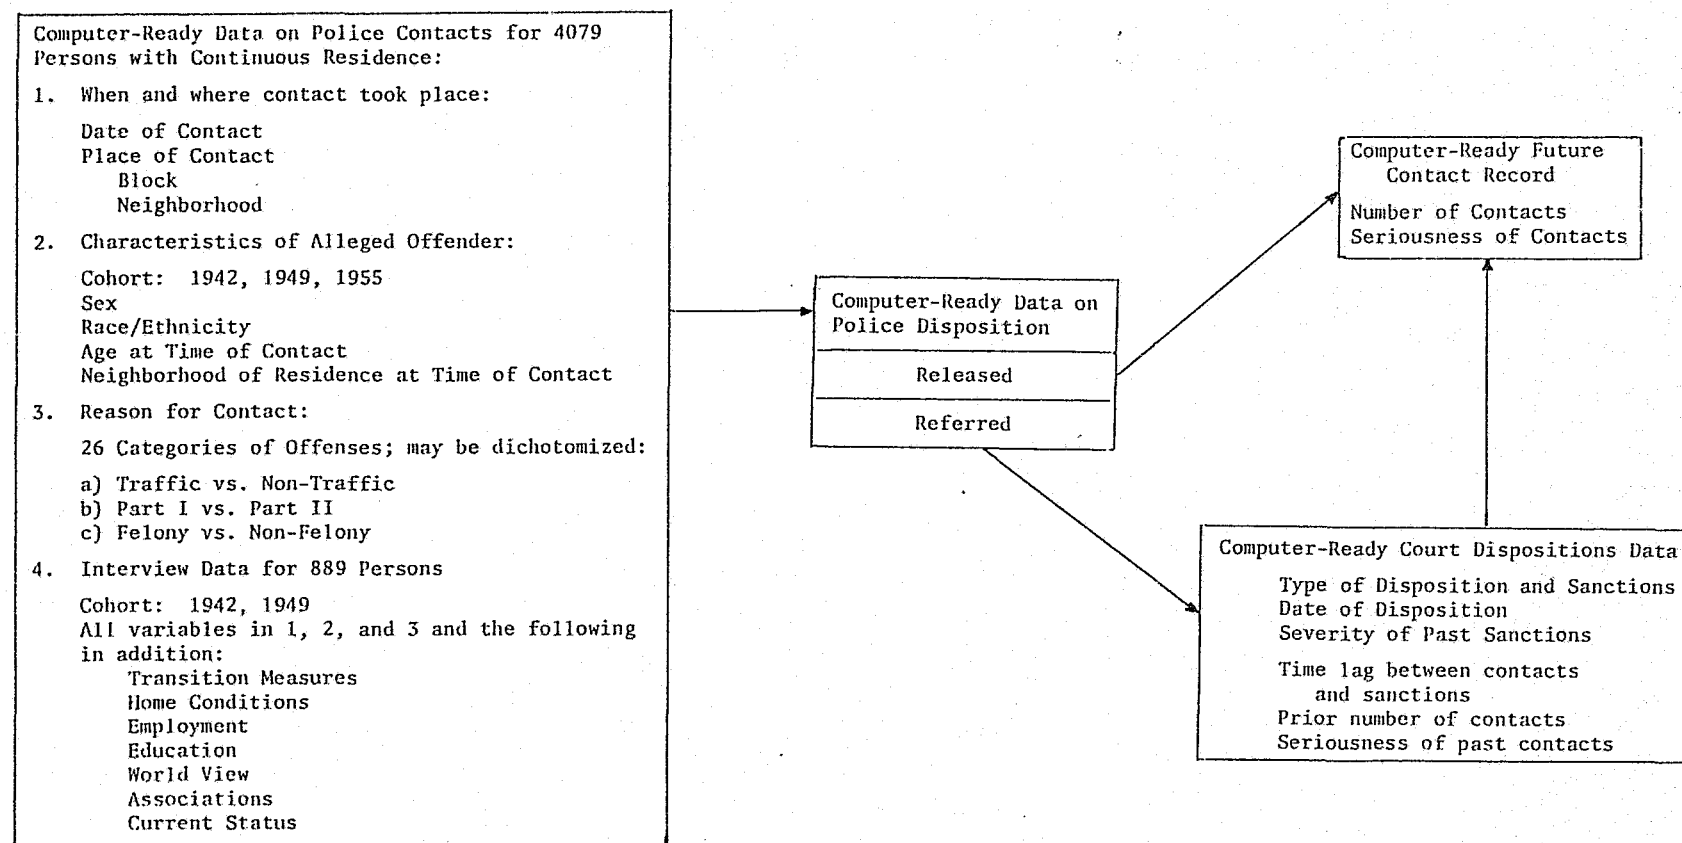 Computer-Ready Data on Police Contacts for 4079
Persons with Continuous Residence:
1. When and where contact took place:
Date of Contact
Place of Contact
Block
Neighborhood
2. Characteristics of Alleged Offender:
Cohort: 1942, 1949, 1955
Sex
Race/Ethnicity
Age at Time of Contact
Neighborhood of Residence at Time of Contact
3. Reason for Contact:
26 Categories of Offenses; may be dichotomized:
a) Traffic vs. Non-Traffic
b) Part I vs. Part II
c) Felony vs. Non-Felony
4. Interview Data for 889 Persons
Cohort: 1942, 1949
All variables in 1, 2, and 3 and the following
in addition:
Transition Measures
Home Conditions
Employment
Education
World View
Associations
Current Status
Computer-Ready Data on
Police Disposition
Released
Referred
Computer-Ready Future
Contact Record
Number of Contacts
Seriousness of Contacts
Computer-Ready Court Dispositions Data
Type of Disposition and Sanctions
Date of Disposition
Severity of Past Sanctions
Time lag between contacts
and sanctions
Prior number of contacts
Seriousness of past contacts